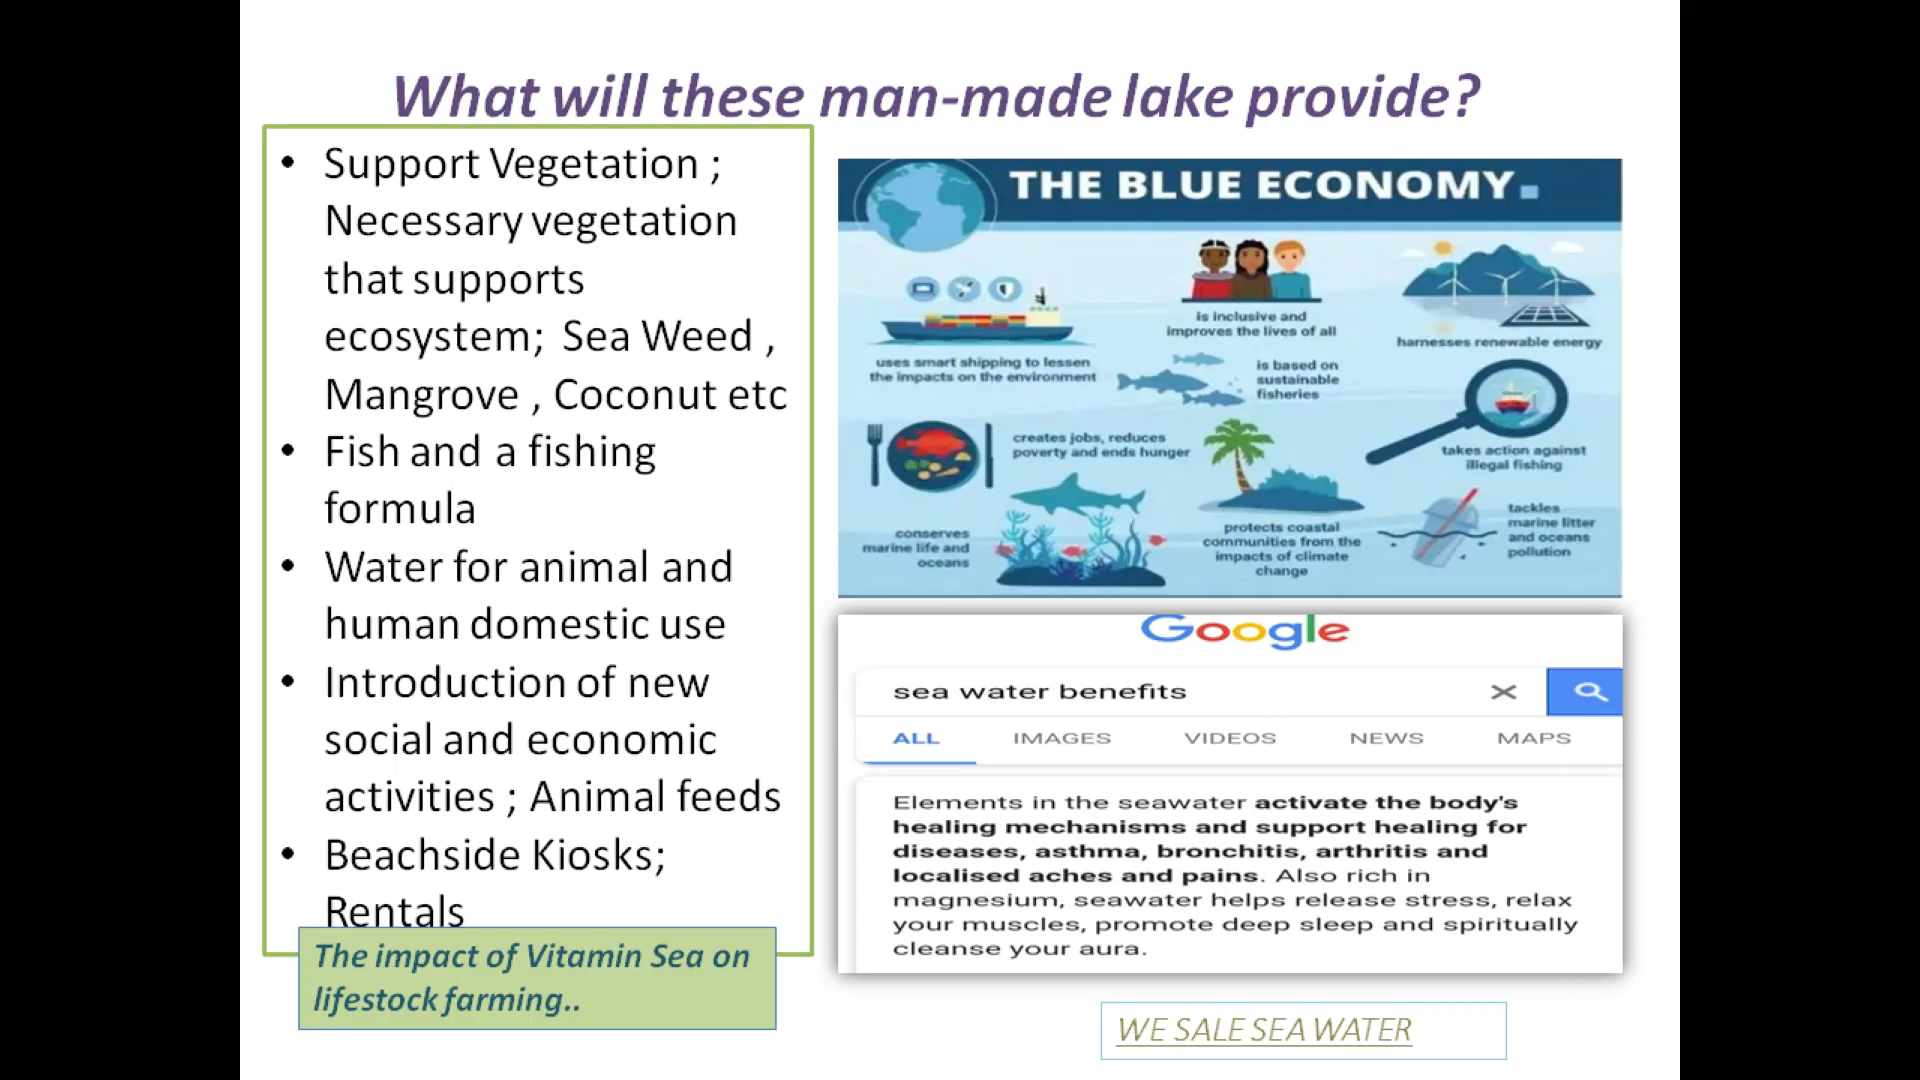 What will these man-made lake provide?
• Support Vegetation ;
Necessary vegetation
that supports
ecosystem; Sea Weed ,
Mangrove , Coconut etc
• Fish and a fishing
formula
• Water for animal and
human domestic use
• Introduction of new
social and economic
activities ; Animal feeds
• Beachside Kiosks;
Rentals
The impact of Vitamin Sea on
lifestock farming..
THE BLUE ECONOMY.
is inclusive and
improves the lives of all
harnesses renewable energy
uses smart shipping to lessen
the impacts on the environment
is based on
sustainable
fisheries
creates jobs, reduces
poverty and ends hunger
takes action against
illegal fishing
conserves
marine life and
oceans
protects coastal
communities from the
impacts of climate
change
tackles
marine litter
and oceans
pollution
Google
sea water benefits
ALL IMAGES VIDEOS NEWS MAPS
Elements in the seawater activate the body's
healing mechanisms and support healing for
diseases, asthma, bronchitis, arthritis and
localised aches and pains. Also rich in
magnesium, seawater helps release stress, relax
your muscles, promote deep sleep and spiritually
cleanse your aura.
WE SALE SEA WATER